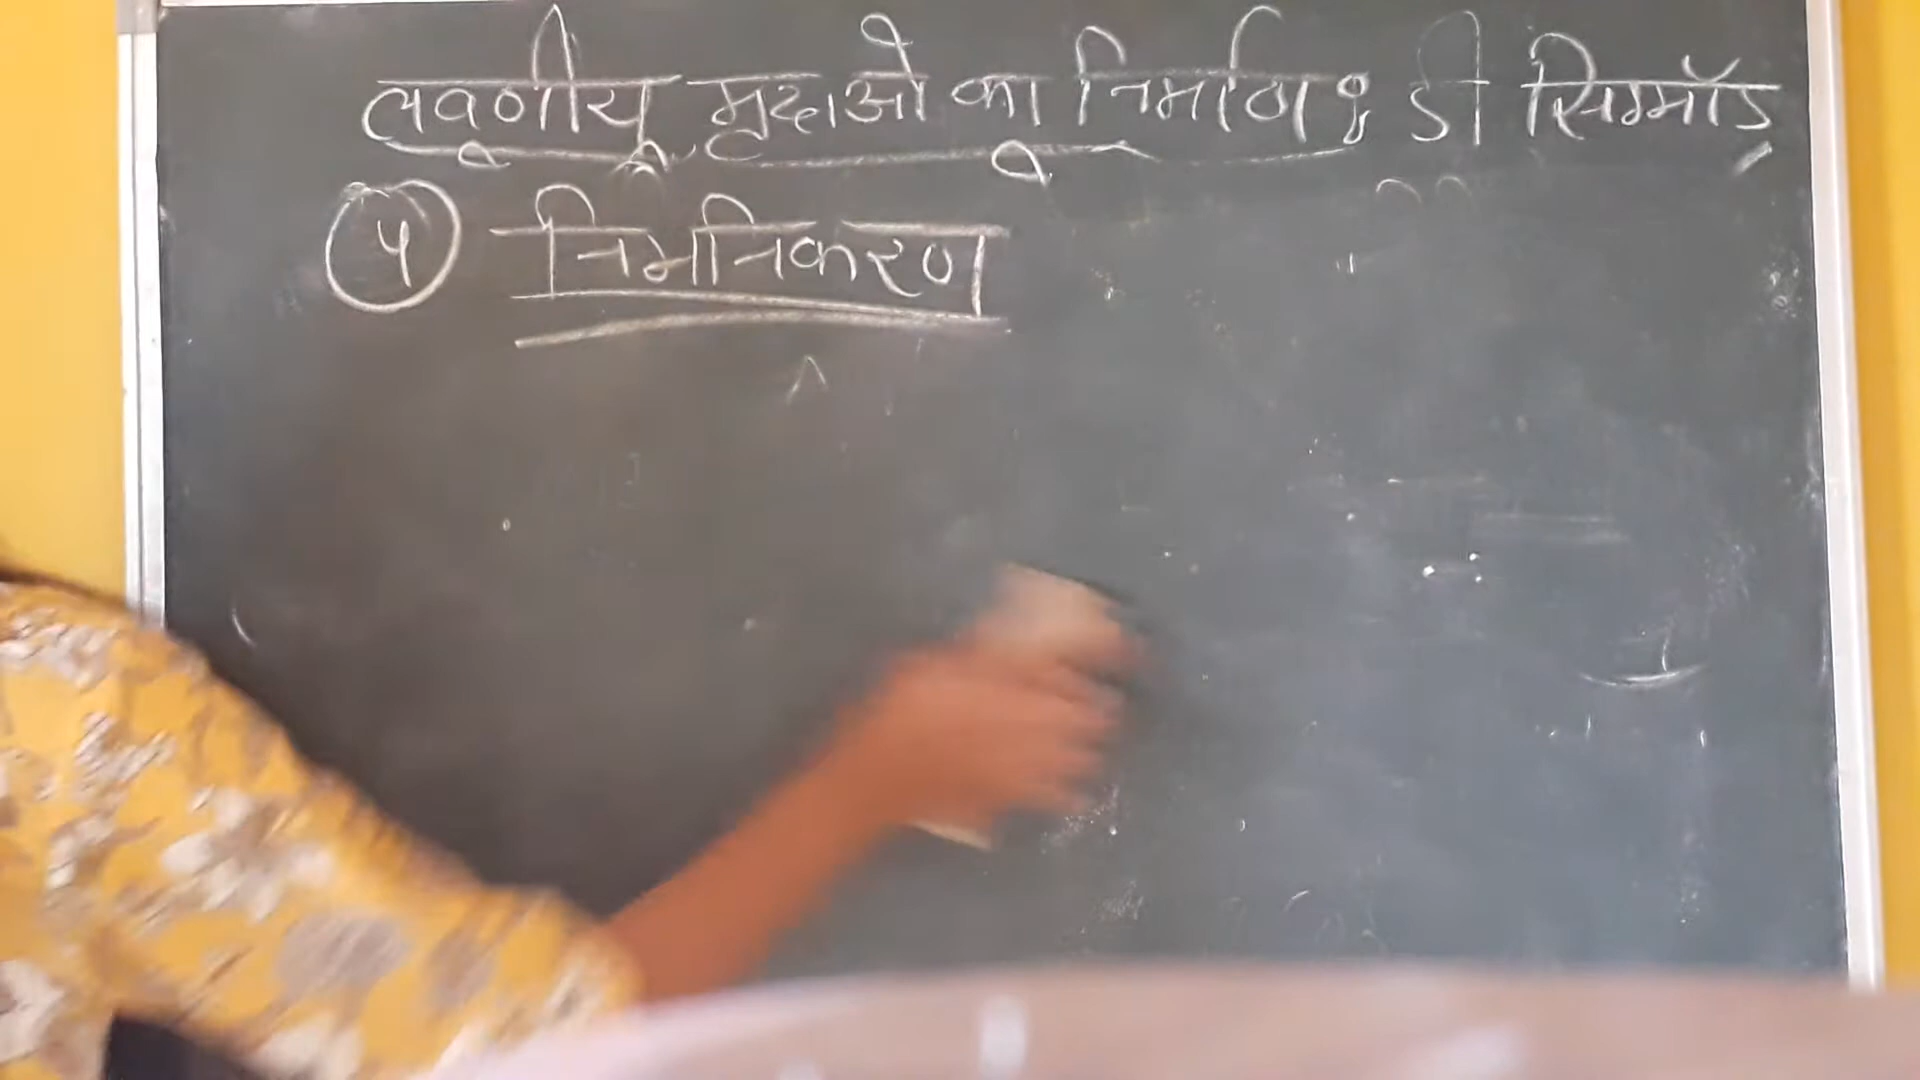 लवणीय मृदाओ का निर्माण : डी सिग्मॉड
५ निम्नीकरण